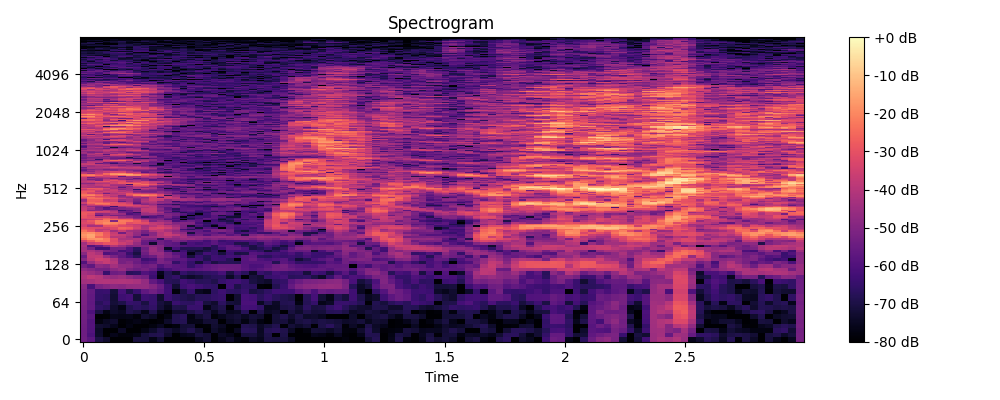 Spectrogram
Hz
4096
2048
1024
512
256
128
64
0
0
0.5
1
1.5
2
2.5
Time
+0 dB
-10 dB
-20 dB
-30 dB
-40 dB
-50 dB
-60 dB
-70 dB
-80 dB